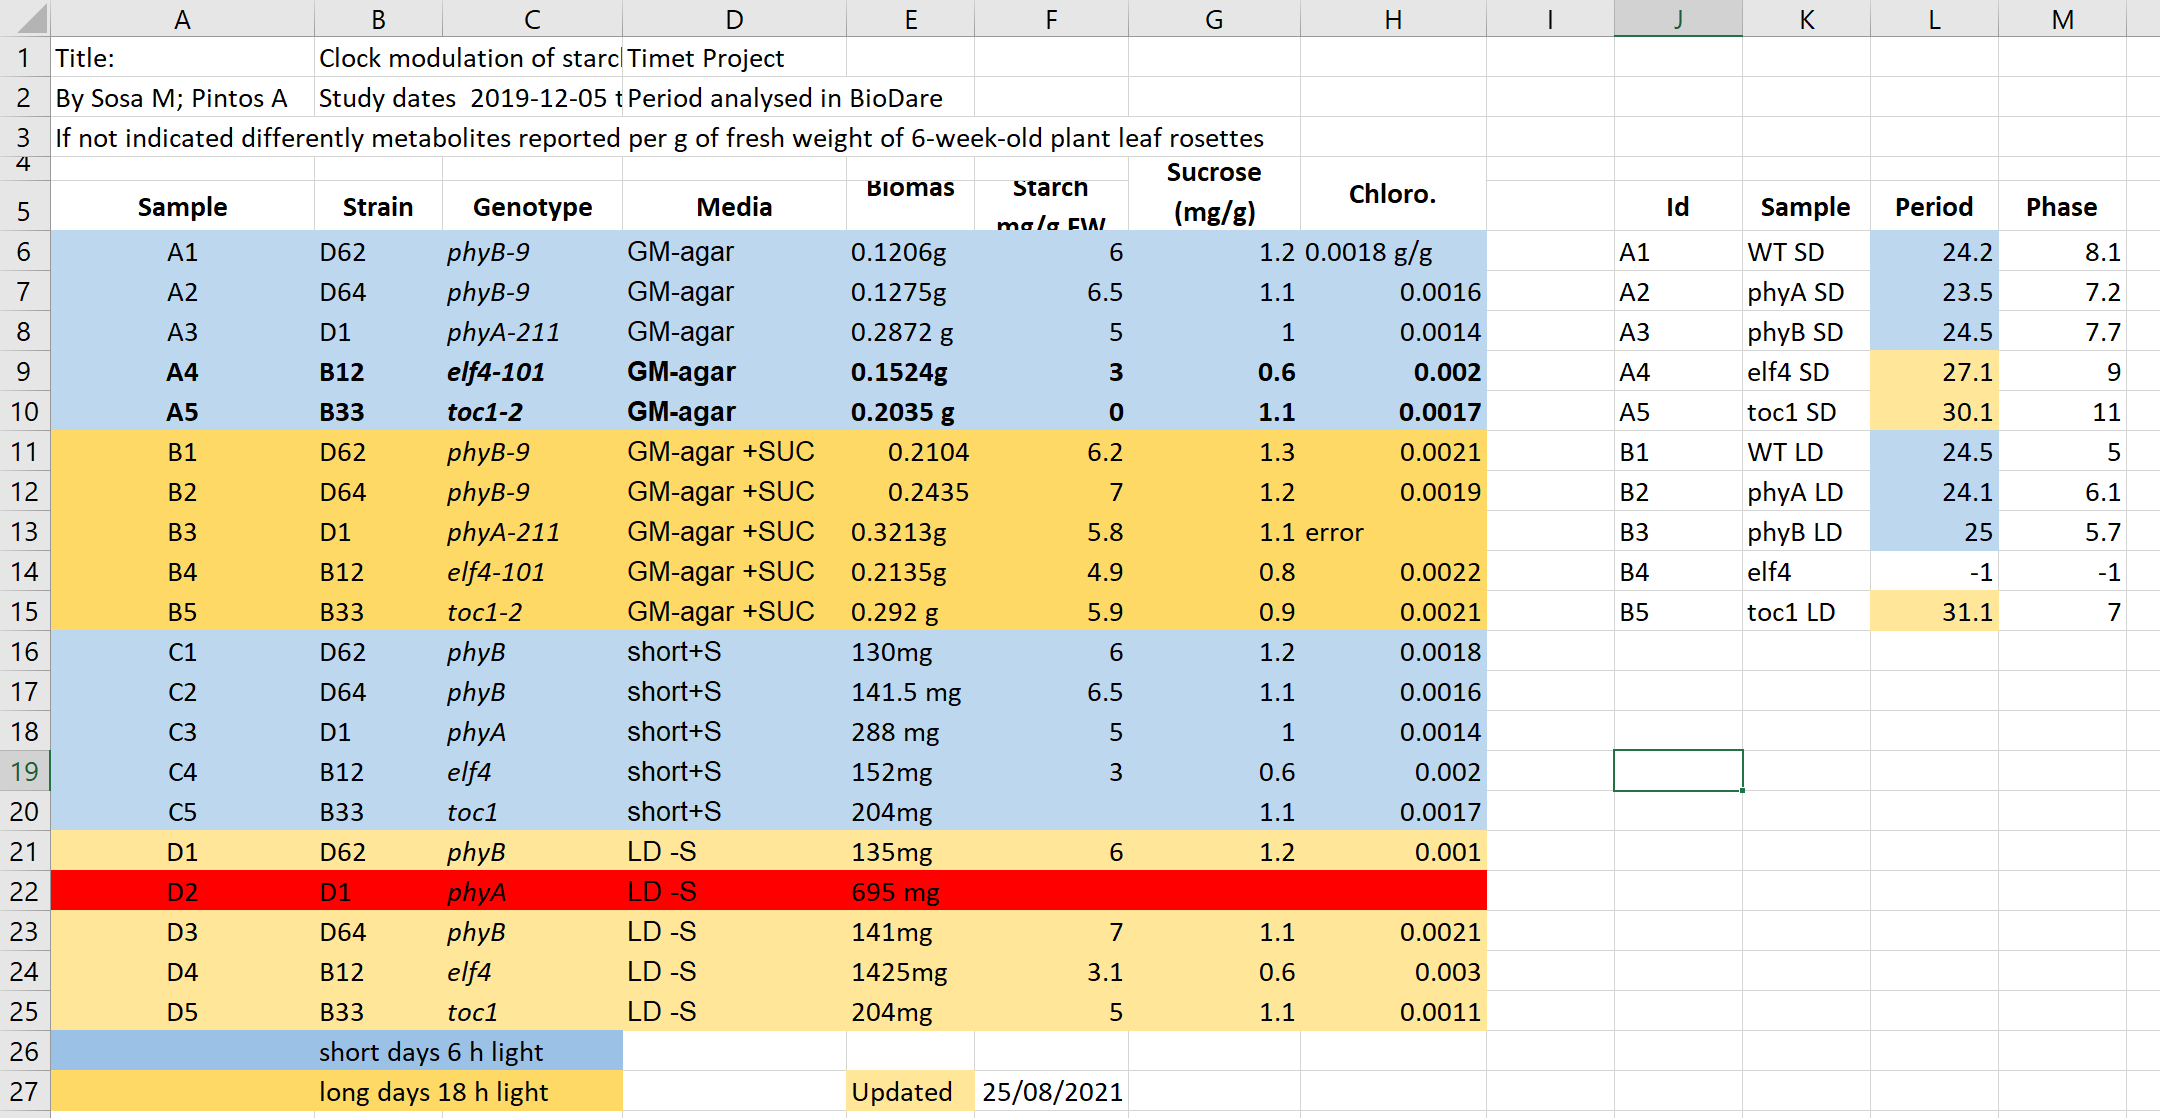 A B C D E F G H I J K L M
1 Title: Clock modulation of starcl Timet Project
2 By Sosa M; Pintos A Study dates 2019-12-05 t Period analysed in BioDare
3 If not indicated differently metabolites reported per g of fresh weight of 6-week-old plant leaf rosettes
4
5 Sample Strain Genotype Media Biomas Starch mg/g FW Sucrose (mg/g) Chloro. Id Sample Period Phase
6 A1 D62 phyB-9 GM-agar 0.1206g 6 1.2 0.0018 g/g A1 WT SD 24.2 8.1
7 A2 D64 phyB-9 GM-agar 0.1275g 6.5 1.1 0.0016 A2 phyA SD 23.5 7.2
8 A3 D1 phyA-211 GM-agar 0.2872 g 5 1 0.0014 A3 phyB SD 24.5 7.7
9 A4 B12 elf4-101 GM-agar 0.1524g 3 0.6 0.002 A4 elf4 SD 27.1 9
10 A5 B33 toc1-2 GM-agar 0.2035 g 0 1.1 0.0017 A5 toc1 SD 30.1 11
11 B1 D62 phyB-9 GM-agar +SUC 0.2104 6.2 1.3 0.0021 B1 WT LD 24.5 5
12 B2 D64 phyB-9 GM-agar +SUC 0.2435 7 1.2 0.0019 B2 phyA LD 24.1 6.1
13 B3 D1 phyA-211 GM-agar +SUC 0.3213g 5.8 1.1 error B3 phyB LD 25 5.7
14 B4 B12 elf4-101 GM-agar +SUC 0.2135g 4.9 0.8 0.0022 B4 elf4 -1 -1
15 B5 B33 toc1-2 GM-agar +SUC 0.292 g 5.9 0.9 0.0021 B5 toc1 LD 31.1 7
16 C1 D62 phyB short+S 130mg 6 1.2 0.0018
17 C2 D64 phyB short+S 141.5 mg 6.5 1.1 0.0016
18 C3 D1 phyA short+S 288 mg 5 1 0.0014
19 C4 B12 elf4 short+S 152mg 3 0.6 0.002
20 C5 B33 toc1 short+S 204mg 1.1 0.0017
21 D1 D62 phyB LD -S 135mg 6 1.2 0.001
22 D2 D1 phyA LD -S 695 mg
23 D3 D64 phyB LD -S 141mg 7 1.1 0.0021
24 D4 B12 elf4 LD -S 1425mg 3.1 0.6 0.003
25 D5 B33 toc1 LD -S 204mg 5 1.1 0.0011
26 short days 6 h light
27 long days 18 h light Updated 25/08/2021